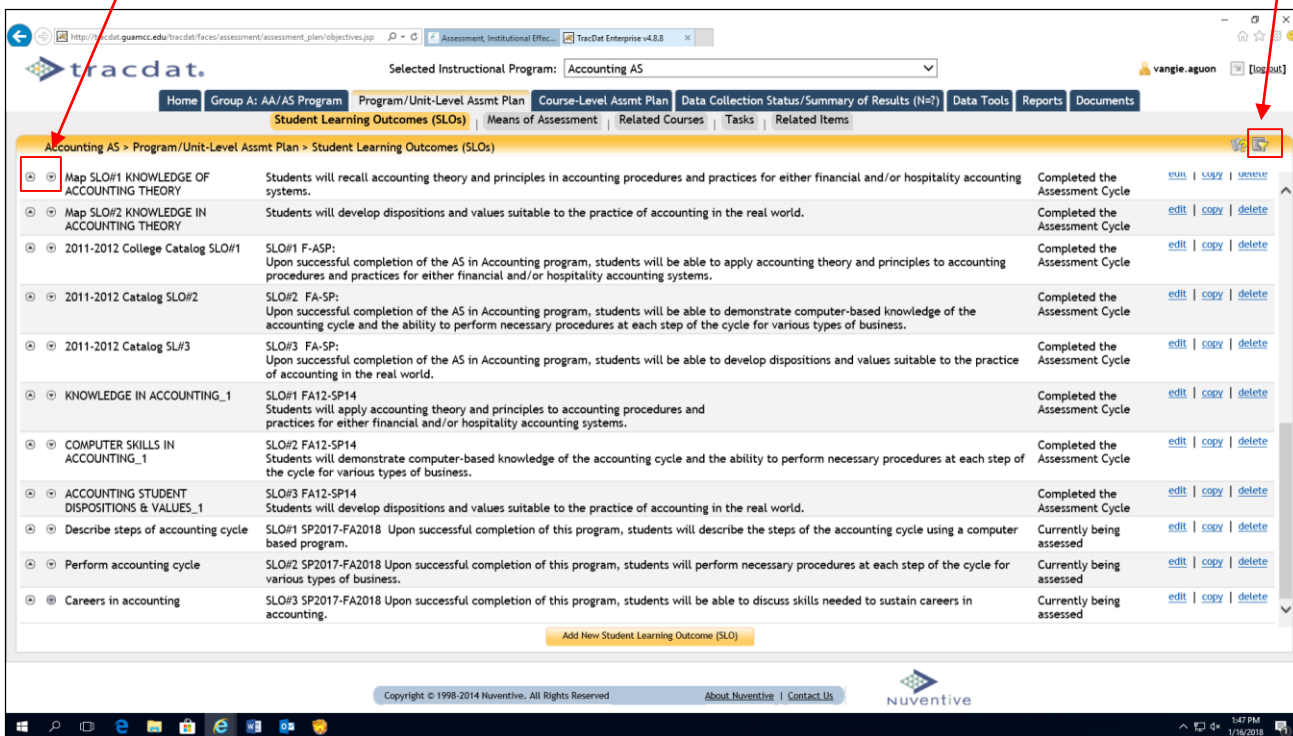 http://tracdat.guamcc.edu/tracdat/faces/assessment/assessment_plan/objectives.jsp
Assessment, Institutional Effec...
TracDat Enterprise v4.8.8
tracdat.
Selected Instructional Program: Accounting AS
vangie.aguon [logout]
Home Group A: AA/AS Program Program/Unit-Level Assmt Plan Course-Level Assmt Plan Data Collection Status/Summary of Results (N=?) Data Tools Reports Documents
Student Learning Outcomes (SLOs) | Means of Assessment | Related Courses | Tasks | Related Items
Accounting AS > Program/Unit-Level Assmt Plan > Student Learning Outcomes (SLOs)
Map SLO#1 KNOWLEDGE OF
ACCOUNTING THEORY
Students will recall accounting theory and principles in accounting procedures and practices for either financial and/or hospitality accounting
systems.
Completed the
Assessment Cycle
edit | copy | delete
Map SLO#2 KNOWLEDGE IN
ACCOUNTING THEORY
Students will develop dispositions and values suitable to the practice of accounting in the real world.
Completed the
Assessment Cycle
edit | copy | delete
2011-2012 College Catalog SLO#1
SLO#1 F-ASP:
Upon successful completion of the AS in Accounting program, students will be able to apply accounting theory and principles to accounting
procedures and practices for either financial and/or hospitality accounting systems.
Completed the
Assessment Cycle
edit | copy | delete
2011-2012 Catalog SLO#2
SLO#2 FA-SP:
Upon successful completion of the AS in Accounting program, students will be able to demonstrate computer-based knowledge of the
accounting cycle and the ability to perform necessary procedures at each step of the cycle for various types of business.
Completed the
Assessment Cycle
edit | copy | delete
2011-2012 Catalog SL/#3
SLO#3 FA-SP:
Upon successful completion of the AS in Accounting program, students will be able to develop dispositions and values suitable to the practice
of accounting in the real world.
Completed the
Assessment Cycle
edit | copy | delete
KNOWLEDGE IN ACCOUNTING_1
SLO#1 FA12-SP14
Students will apply accounting theory and principles to accounting procedures and
practices for either financial and/or hospitality accounting systems.
Completed the
Assessment Cycle
edit | copy | delete
COMPUTER SKILLS IN
ACCOUNTING_1
SLO#2 FA12-SP14
Students will demonstrate computer-based knowledge of the accounting cycle and the ability to perform necessary procedures at each step of
the cycle for various types of business.
Completed the
Assessment Cycle
edit | copy | delete
ACCOUNTING STUDENT
DISPOSITIONS & VALUES_1
SLO#3 FA12-SP14
Students will develop dispositions and values suitable to the practice of accounting in the real world.
Completed the
Assessment Cycle
edit | copy | delete
Describe steps of accounting cycle
SLO#1 SP2017-FA2018 Upon successful completion of this program, students will describe the steps of the accounting cycle using a computer
based program.
Currently being
assessed
edit | copy | delete
Perform accounting cycle
SLO#2 SP2017-FA2018 Upon successful completion of this program, students will perform necessary procedures at each step of the cycle for
various types of business.
Currently being
assessed
edit | copy | delete
Careers in accounting
SLO#3 SP2017-FA2018 Upon successful completion of this program, students will be able to discuss skills needed to sustain careers in
accounting.
Currently being
assessed
edit | copy | delete
Add New Student Learning Outcome (SLO)
Copyright © 1998-2014 Nuventive. All Rights Reserved
About Nuventive | Contact Us
NUVENTIVE
1:47 PM
1/16/2018